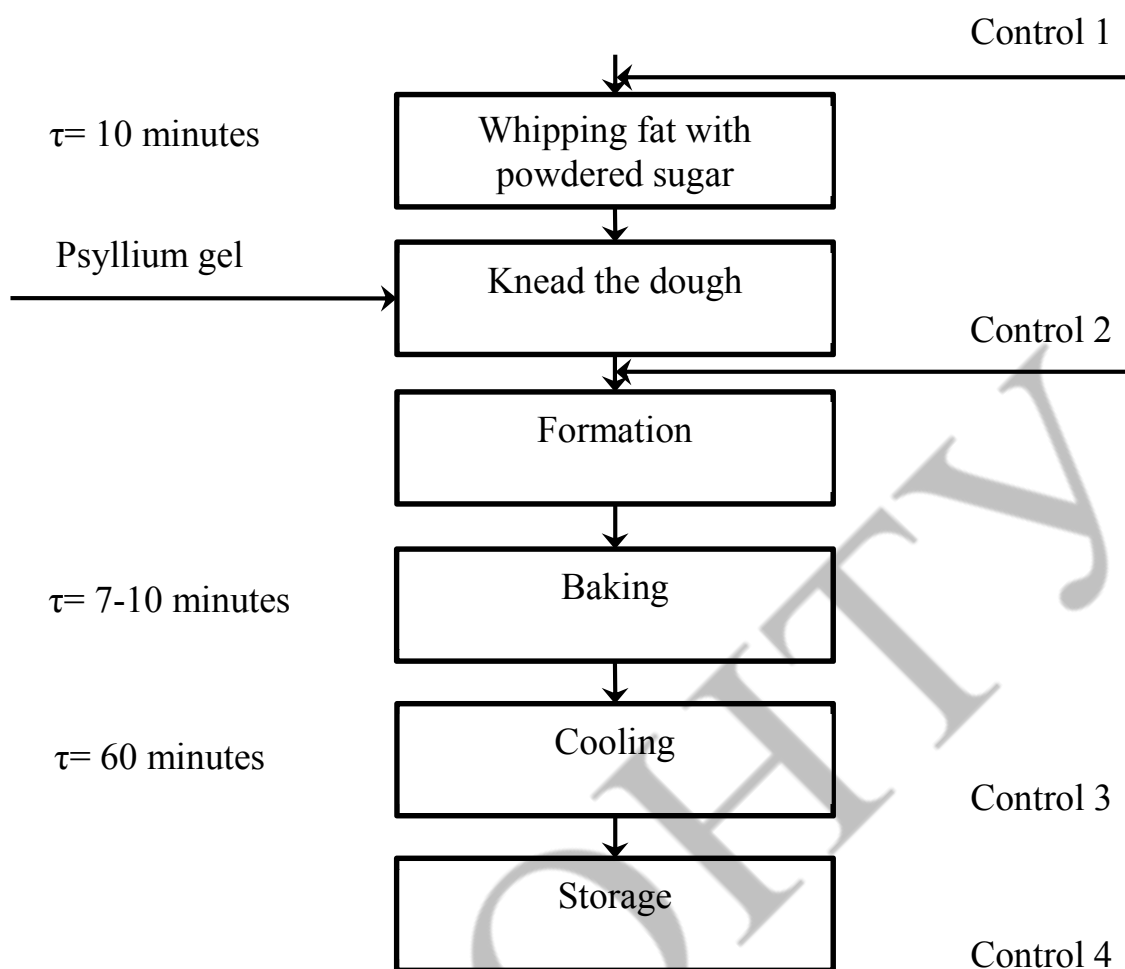 Control 1
τ= 10 minutes
Whipping fat with
powdered sugar
Psyllium gel
Knead the dough
Control 2
Formation
τ= 7-10 minutes
Baking
τ= 60 minutes
Cooling
Control 3
Storage
Control 4
ОНТУ